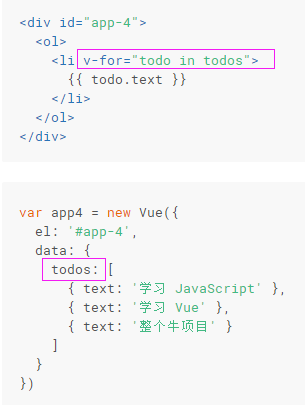 <div id="app-4">
  <ol>
    <li v-for="todo in todos">
      {{ todo.text }}
    </li>
  </ol>
</div>
var app4 = new Vue({
  el: '#app-4',
  data: {
    todos: [
      { text: '学习 JavaScript' },
      { text: '学习 Vue' },
      { text: '整个牛项目' }
    ]
  }
})